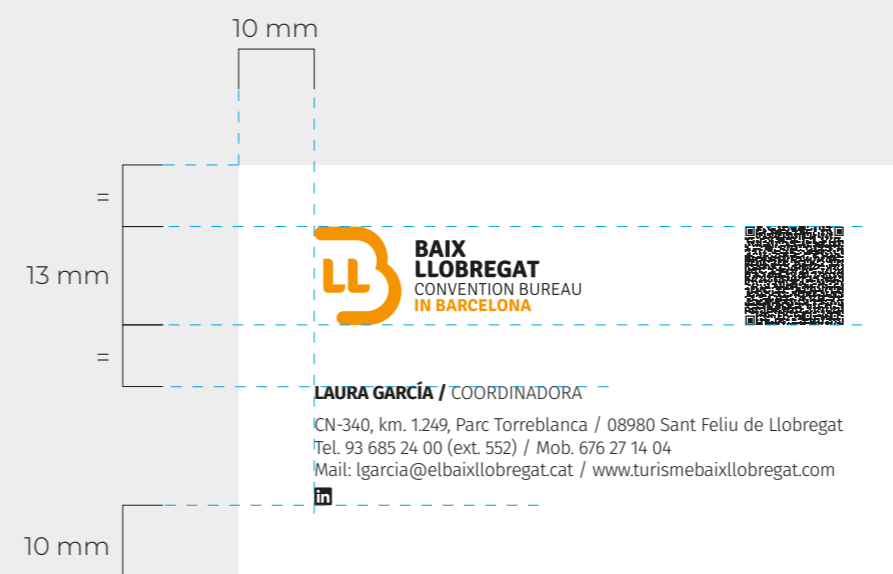 10 mm
=
13 mm
=
10 mm
LL
BAIX
LLOBREGAT
CONVENTION BUREAU
IN BARCELONA
LAURA GARCÍA / COORDINADORA
CN-340, km. 1.249, Parc Torreblanca / 08980 Sant Feliu de Llobregat
Tel. 93 685 24 00 (ext. 552) / Mob. 676 27 14 04
Mail: lgarcia@elbaixllobregat.cat / www.turismebaixllobregat.com
in